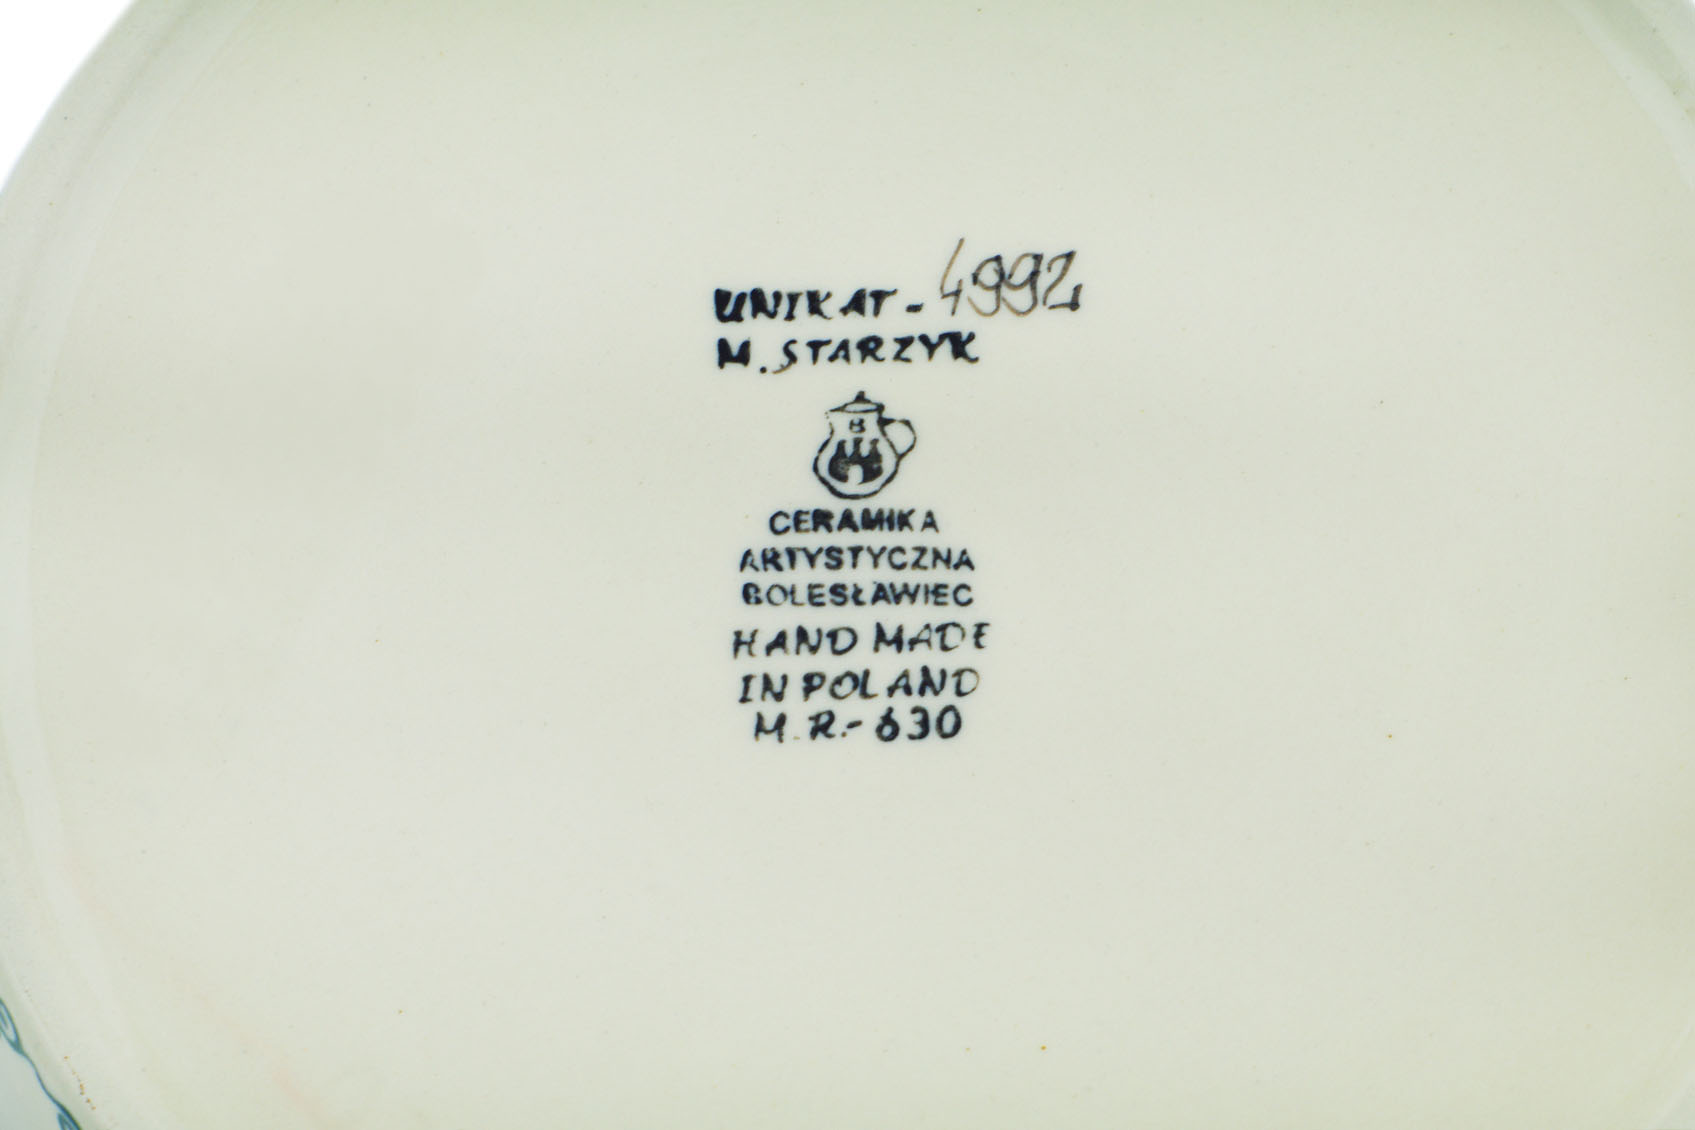 UNIKAT - 4992
M. STARZYK
B
CERAMIKA
ARTYSTYCZNA
BOLESŁAWIEC
HAND MADE
IN POLAND
M.R.- 630